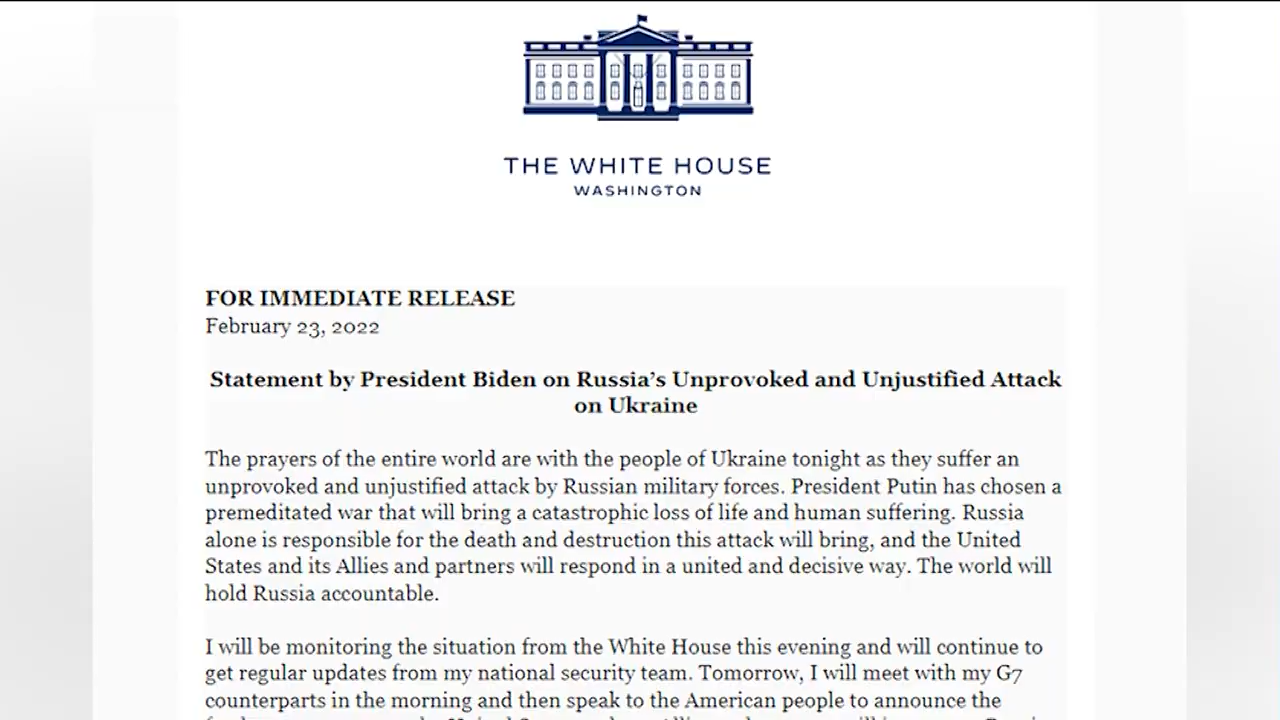 THE WHITE HOUSE
WASHINGTON
FOR IMMEDIATE RELEASE
February 23, 2022
Statement by President Biden on Russia’s Unprovoked and Unjustified Attack
on Ukraine
The prayers of the entire world are with the people of Ukraine tonight as they suffer an
unprovoked and unjustified attack by Russian military forces. President Putin has chosen a
premeditated war that will bring a catastrophic loss of life and human suffering. Russia
alone is responsible for the death and destruction this attack will bring, and the United
States and its Allies and partners will respond in a united and decisive way. The world will
hold Russia accountable.
I will be monitoring the situation from the White House this evening and will continue to
get regular updates from my national security team. Tomorrow, I will meet with my G7
counterparts in the morning and then speak to the American people to announce the